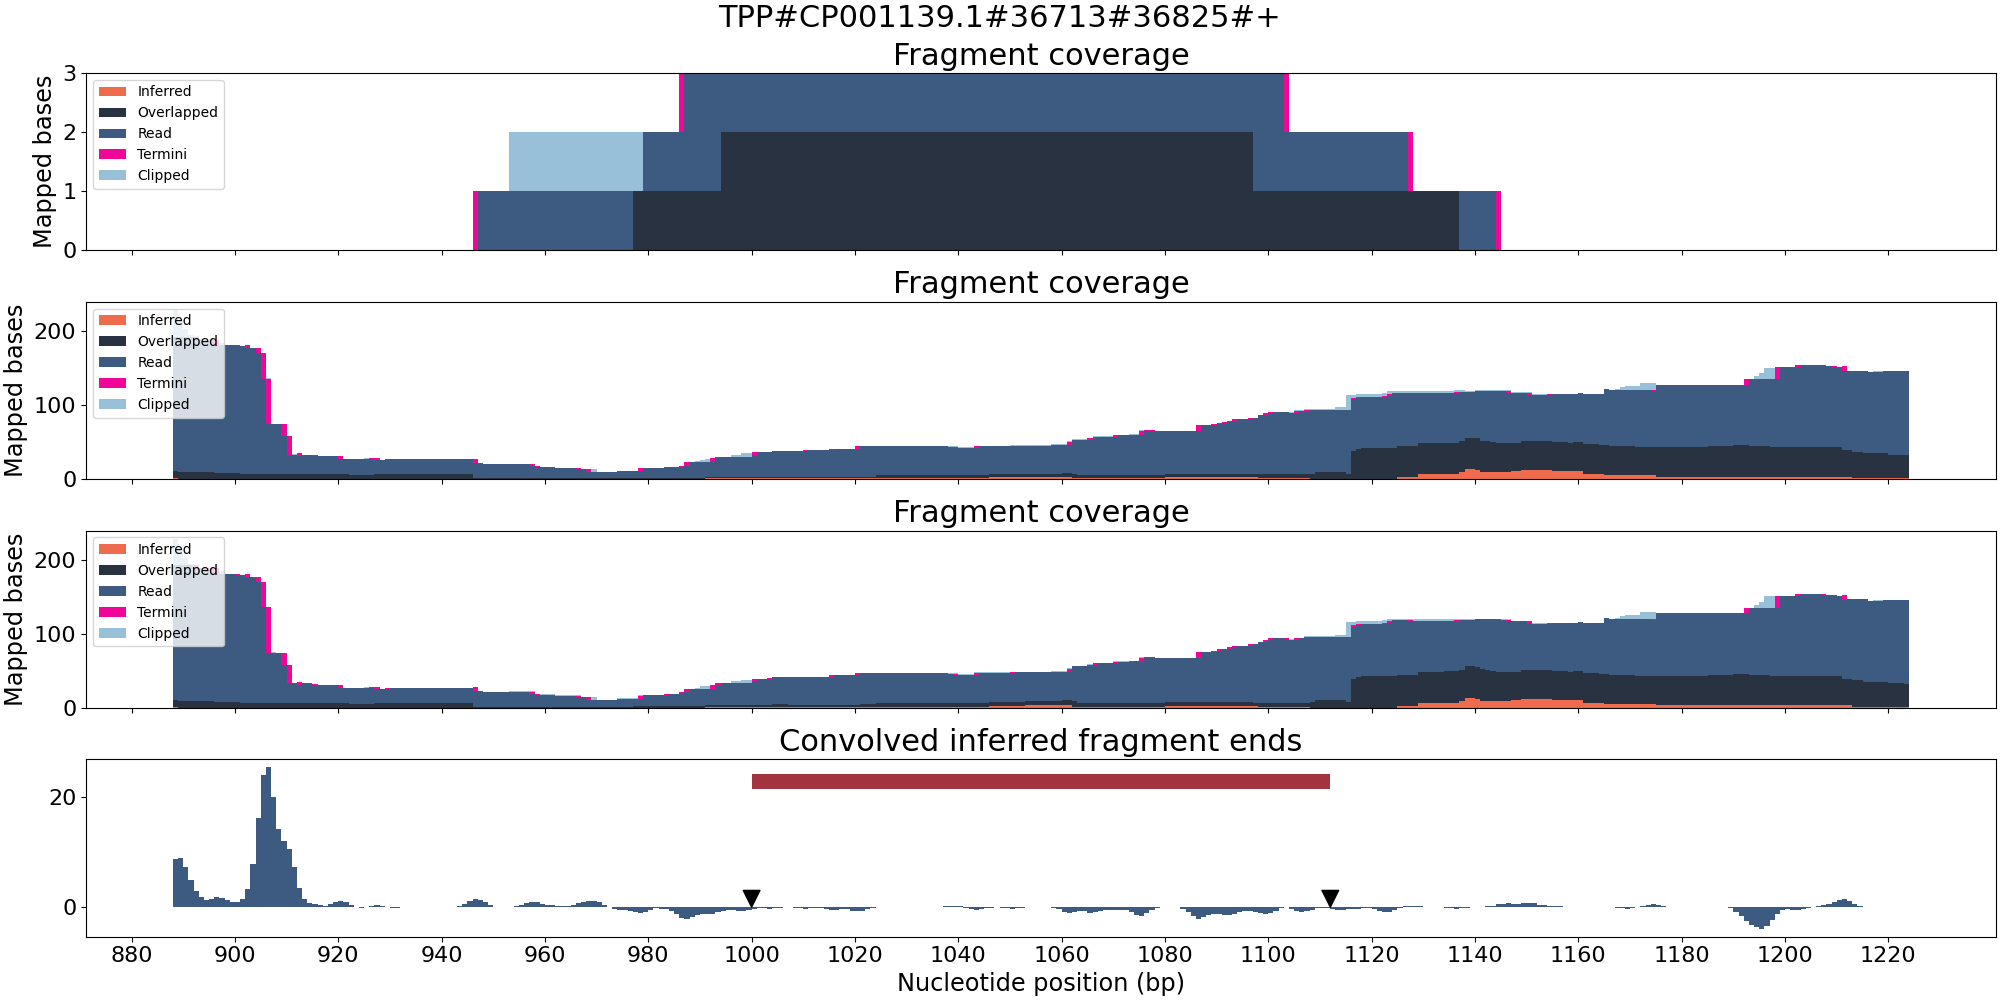 TPP#CP001139.1#36713#36825#+
Fragment coverage
Mapped bases
3
2
1
0
Inferred
Overlapped
Read
Termini
Clipped
Fragment coverage
Mapped bases
200
100
0
Inferred
Overlapped
Read
Termini
Clipped
Fragment coverage
Mapped bases
200
100
0
Inferred
Overlapped
Read
Termini
Clipped
Convolved inferred fragment ends
20
0
880 900 920 940 960 980 1000 1020 1040 1060 1080 1100 1120 1140 1160 1180 1200 1220
Nucleotide position (bp)